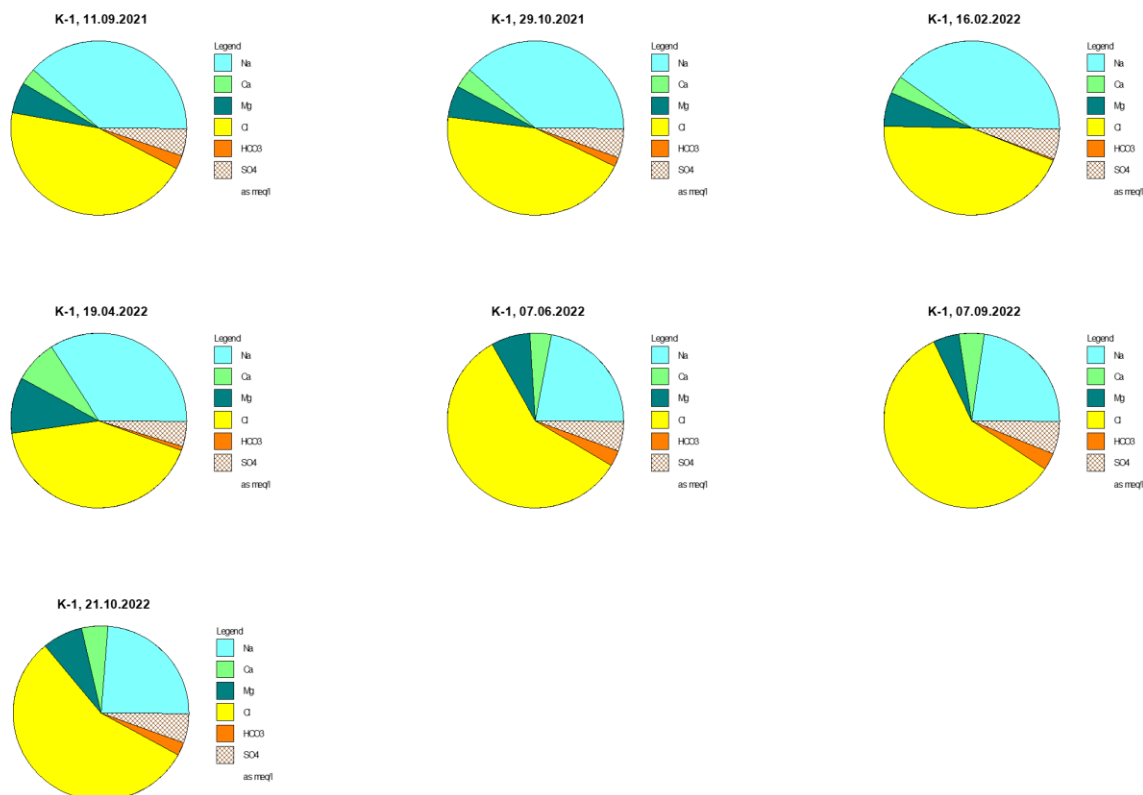 K-1, 11.09.2021
Legend
Na
Ca
Mg
Cl
HCO3
SO4
as meq/l
K-1, 29.10.2021
Legend
Na
Ca
Mg
Cl
HCO3
SO4
as meq/l
K-1, 16.02.2022
Legend
Na
Ca
Mg
Cl
HCO3
SO4
as meq/l
K-1, 19.04.2022
Legend
Na
Ca
Mg
Cl
HCO3
SO4
as meq/l
K-1, 07.06.2022
Legend
Na
Ca
Mg
Cl
HCO3
SO4
as meq/l
K-1, 07.09.2022
Legend
Na
Ca
Mg
Cl
HCO3
SO4
as meq/l
K-1, 21.10.2022
Legend
Na
Ca
Mg
Cl
HCO3
SO4
as meq/l